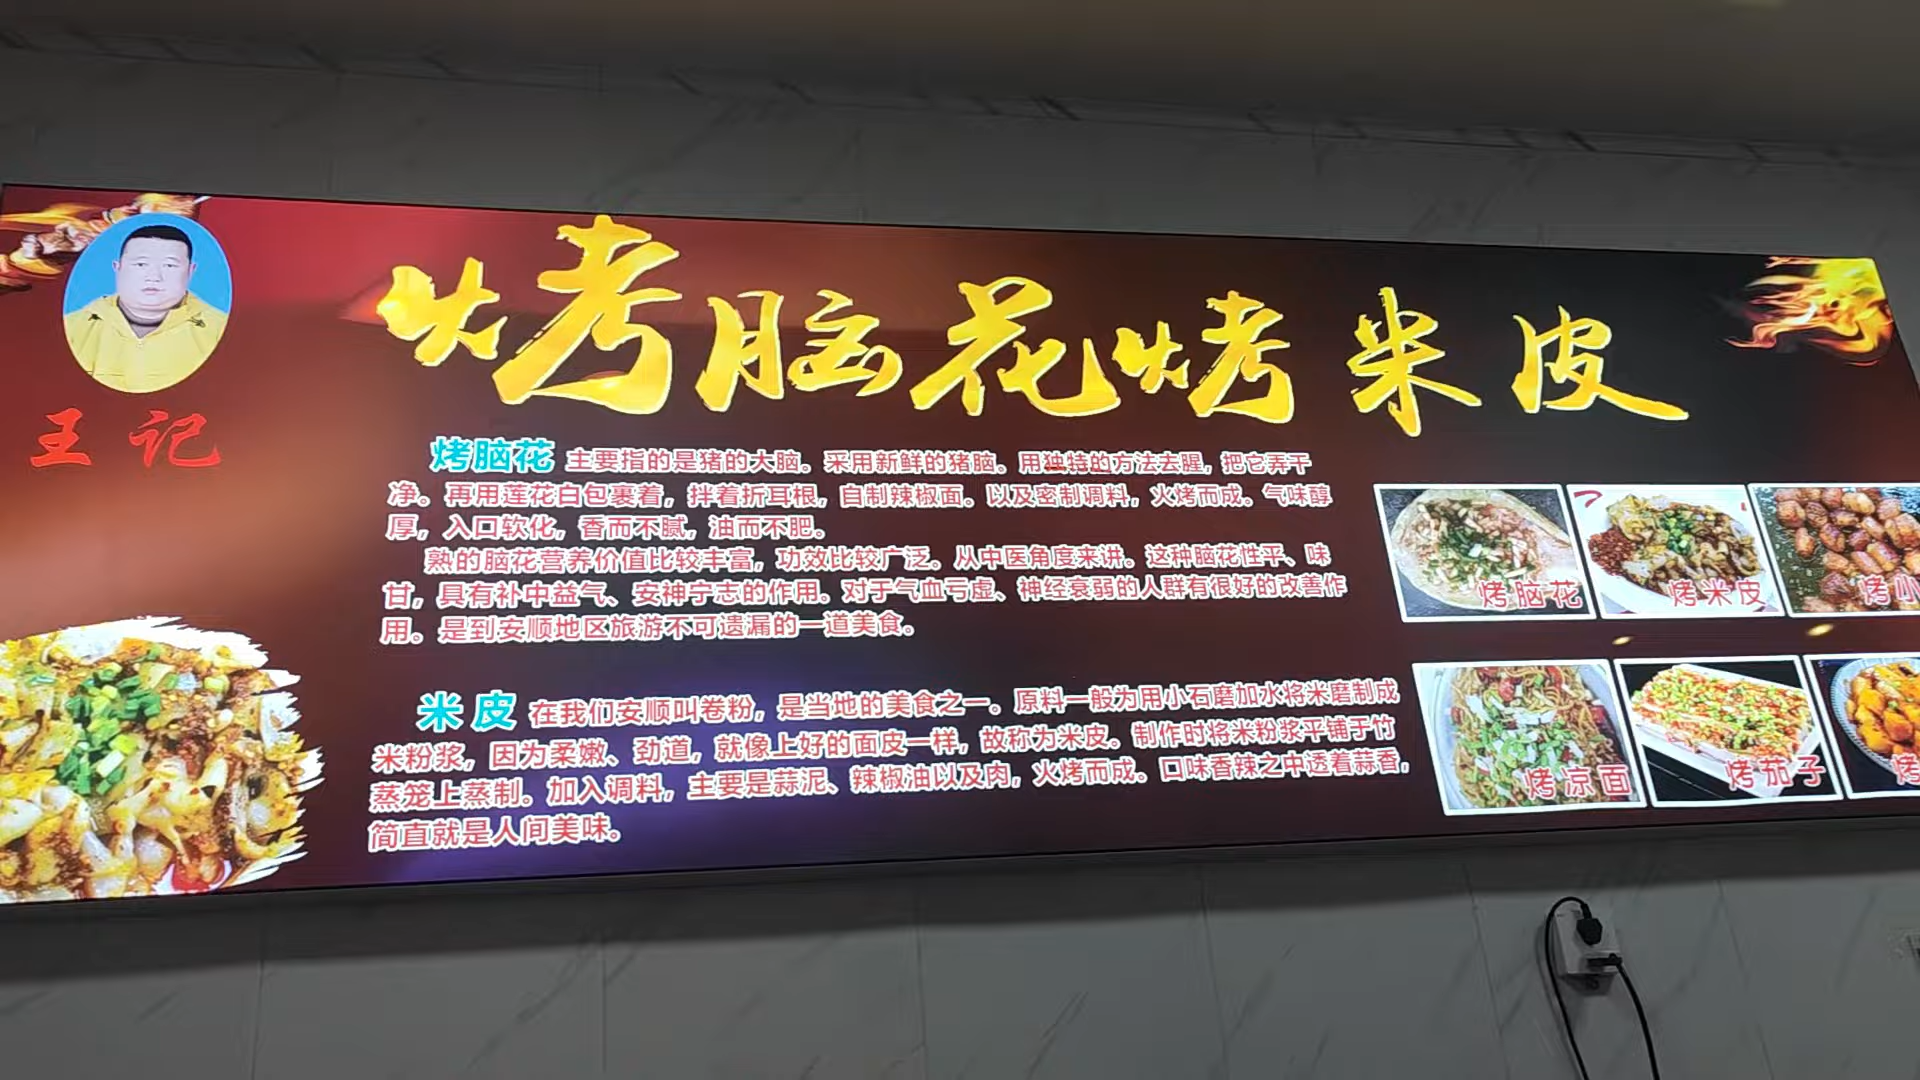 烤脑花烤米皮
王记
烤脑花 主要指的是猪的大脑。采用新鲜的猪脑。用独特的方法去腥，把它弄干
净。再用莲花白包裹着，拌着折耳根，自制辣椒面。以及密制调料，火烤而成。气味醇
厚，入口软化，香而不腻，油而不肥。
熟的脑花营养价值比较丰富，功效比较广泛。从中医角度来讲。这种脑花性平、味
甘，具有补中益气、安神宁志的作用。对于气血亏虚、神经衰弱的人群有很好的改善作
用。是到安顺地区旅游不可遗漏的一道美食。
米皮 在我们安顺叫卷粉，是当地的美食之一。原料一般为用小石磨加水将米磨制成
米粉浆，因为柔嫩、劲道，就像上好的面皮一样，故称为米皮。制作时将米粉浆平铺于竹
蒸笼上蒸制。加入调料，主要是蒜泥、辣椒油以及肉，火烤而成。口味香辣之中透着蒜香，
简直就是人间美味。
烤脑花
烤米皮
烤小
烤凉面
烤茄子
烤